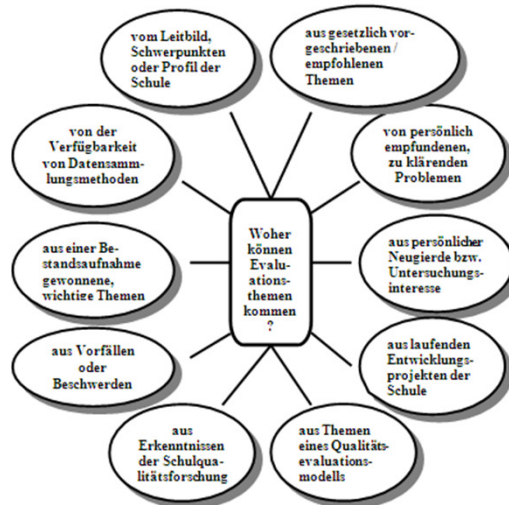 vom Leitbild,
Schwerpunkten
oder Profil der
Schule
aus gesetzlich vor-
geschriebenen /
empfohlenen
Themen
von der
Verfügbarkeit
von Datensamm-
lungsmethoden
von persönlich
empfundenen,
zu klärenden
Problemen
Woher
können
Evalu-
ations-
themen
kommen
?
aus einer Be-
standsaufnahme
gewonnene,
wichtige Themen
aus persönlicher
Neugierde bzw.
Untersuchungs-
interesse
aus Vorfällen
oder
Beschwerden
aus laufenden
Entwicklungs-
projekten der
Schule
aus
Erkenntnissen
der Schulqua-
litätsforschung
aus Themen
eines Qualitäts-
evaluations-
modells